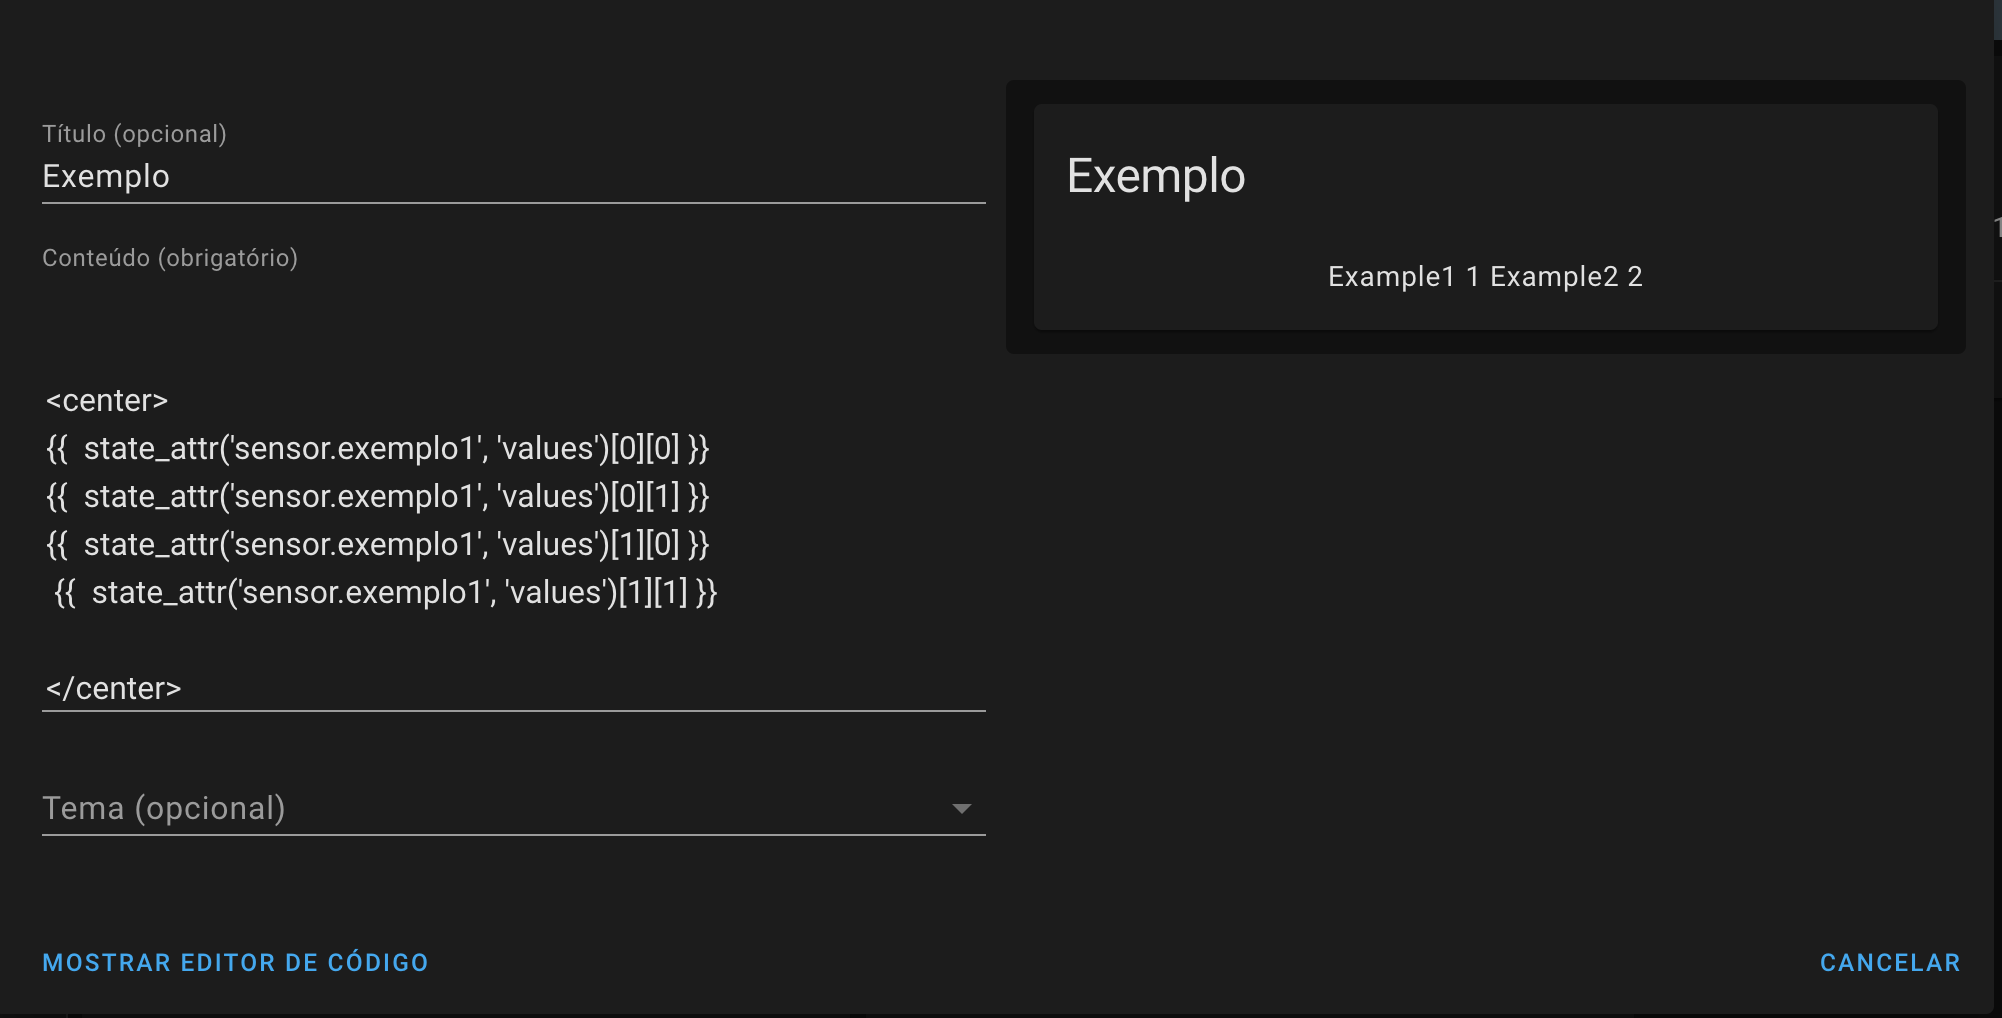 Título (opcional)
Exemplo
Conteúdo (obrigatório)
<center>
{{  state_attr('sensor.exemplo1', 'values')[0][0] }}
{{  state_attr('sensor.exemplo1', 'values')[0][1] }}
{{  state_attr('sensor.exemplo1', 'values')[1][0] }}
 {{  state_attr('sensor.exemplo1', 'values')[1][1] }}
</center>
Tema (opcional)
MOSTRAR EDITOR DE CÓDIGO
Exemplo
Example1 1 Example2 2
CANCELAR